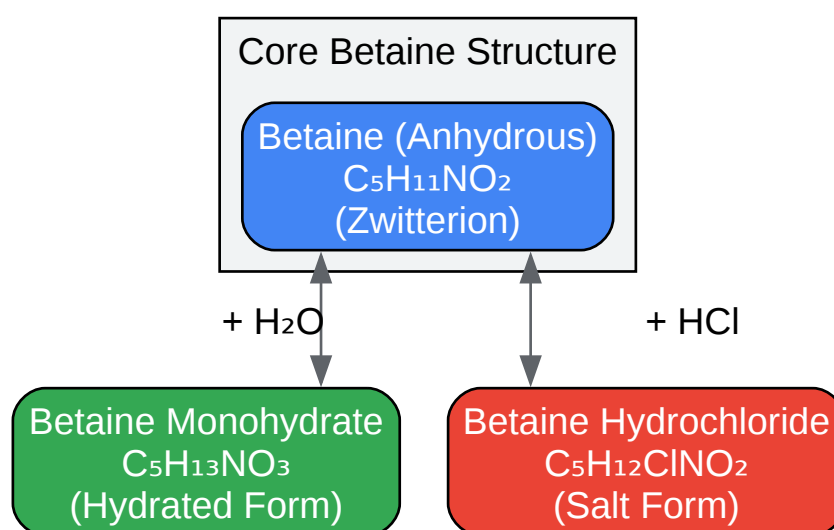 Core Betaine Structure
Betaine (Anhydrous)
C₅H₁₁NO₂
(Zwitterion)
+ H₂O
+ HCl
Betaine Monohydrate
C₅H₁₃NO₃
(Hydrated Form)
Betaine Hydrochloride
C₅H₁₂ClNO₂
(Salt Form)